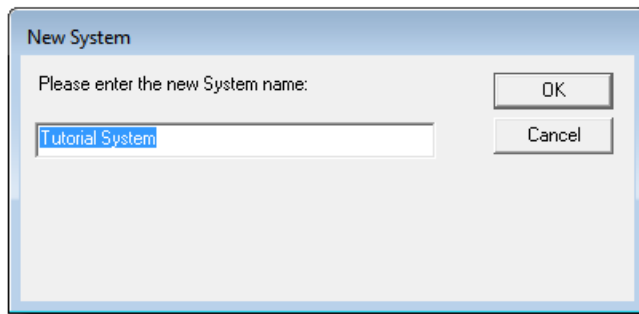 New System
Please enter the new System name:
OK
Tutorial System
Cancel